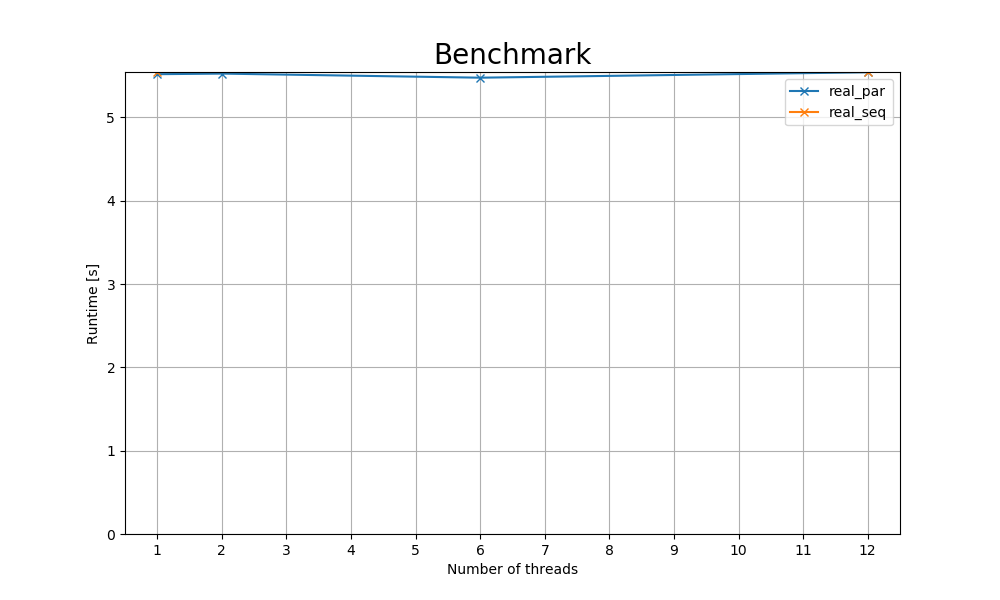 Benchmark
real_par
real_seq
5
4
3
2
1
0
Runtime [s]
1 2 3 4 5 6 7 8 9 10 11 12
Number of threads